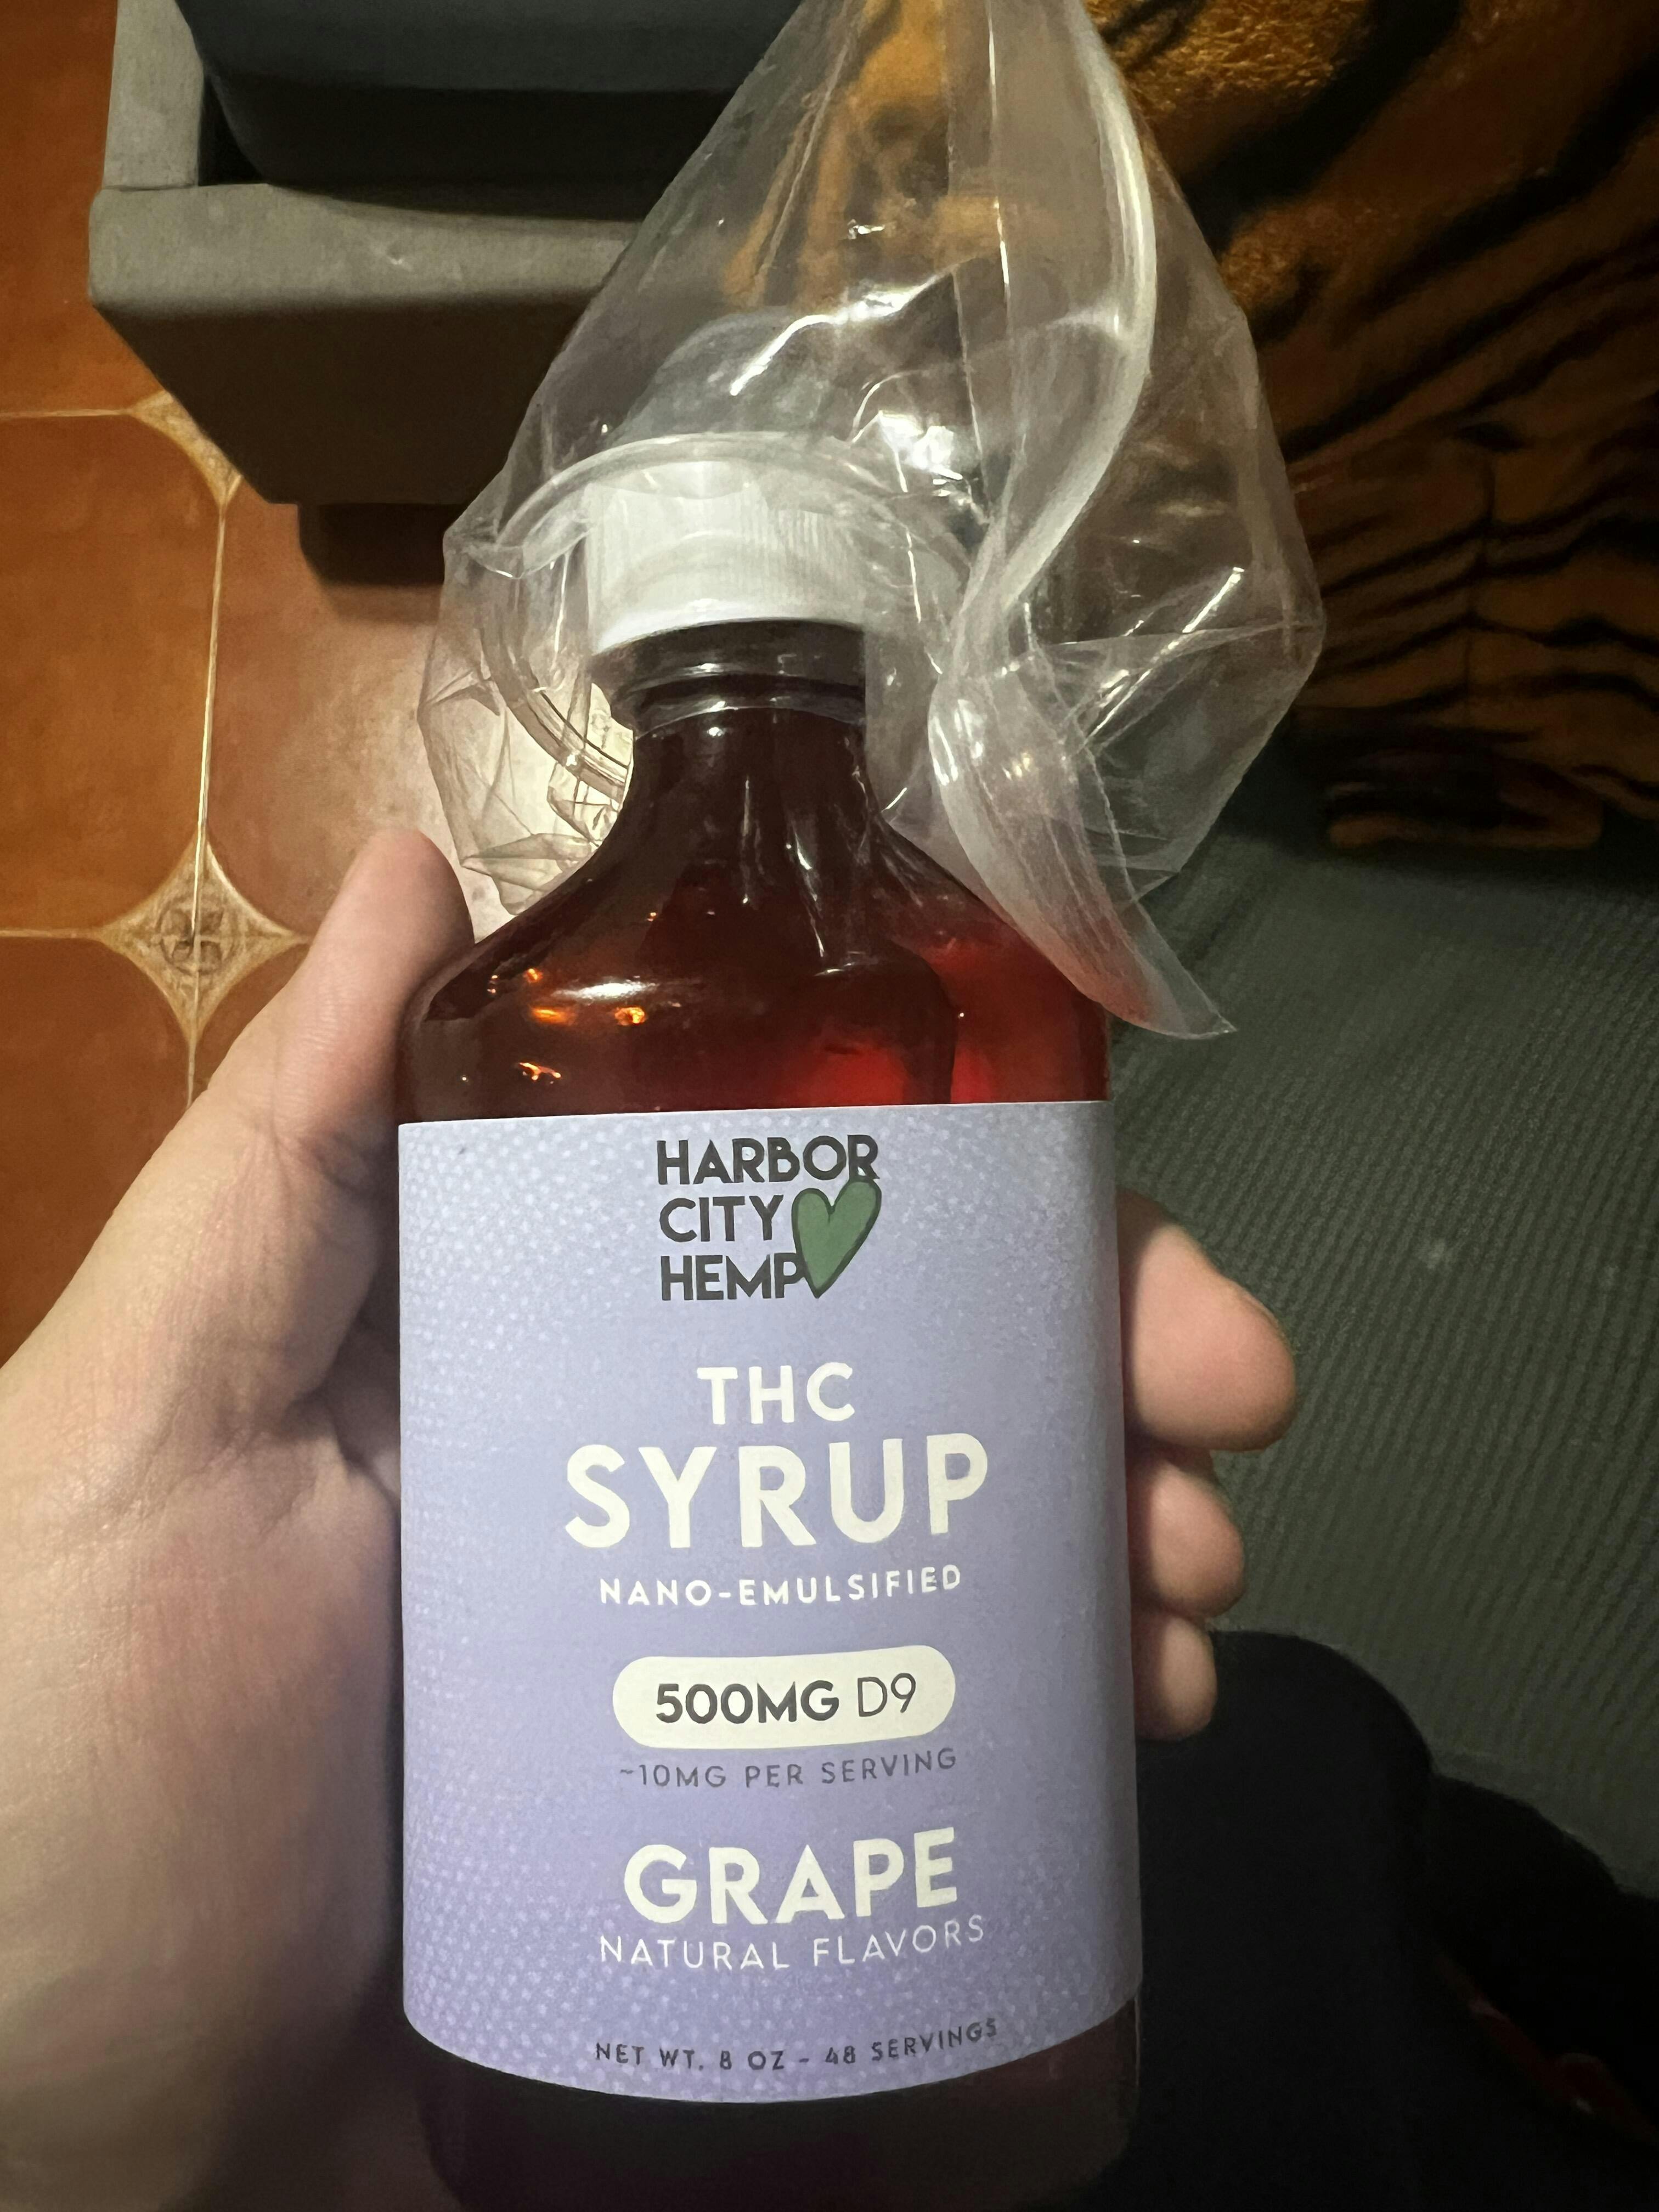 HARBOR
CITY
HEMP
THC
SYRUP
NANO-EMULSIFIED
500MG D9
~10MG PER SERVING
GRAPE
NATURAL FLAVORS
NET WT. 8 OZ - 48 SERVINGS